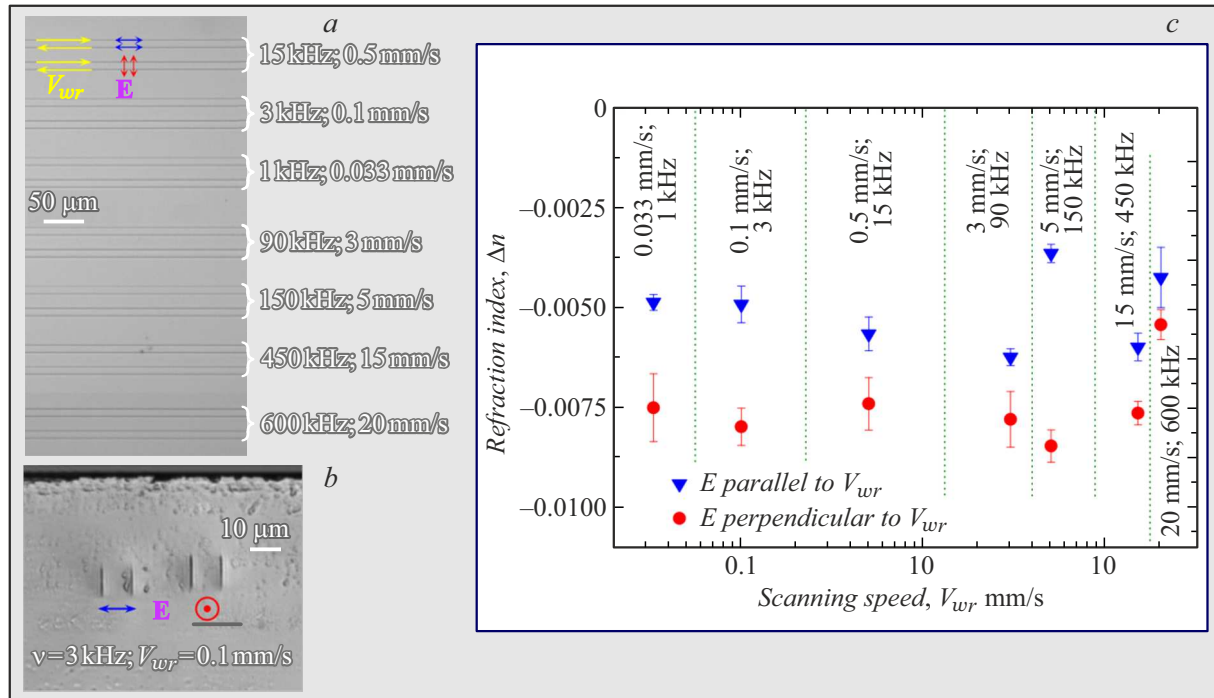 a
15 kHz; 0.5 mm/s
V_wr
E
3 kHz; 0.1 mm/s
1 kHz; 0.033 mm/s
50 µm
90 kHz; 3 mm/s
150 kHz; 5 mm/s
450 kHz; 15 mm/s
600 kHz; 20 mm/s
b
10 µm
E
ν=3 kHz; V_wr=0.1 mm/s
c
0
–0.0025
–0.0050
–0.0075
–0.0100
Refraction index, Δn
0.033 mm/s;
1 kHz
0.1 mm/s;
3 kHz
0.5 mm/s;
15 kHz
3 mm/s;
90 kHz
5 mm/s;
150 kHz
15 mm/s; 450 kHz
20 mm/s; 600 kHz
E parallel to V_wr
E perpendicular to V_wr
0.1
10
10
Scanning speed, V_wr mm/s